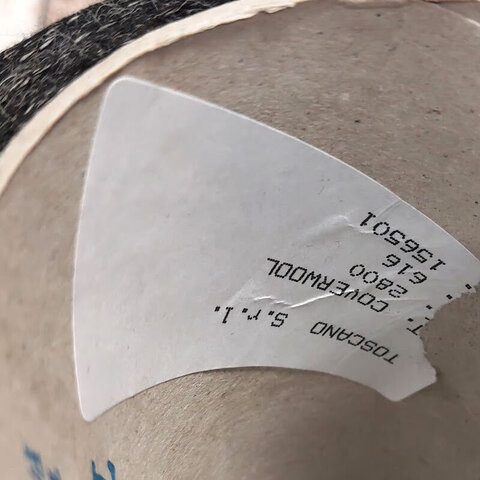 TOSCANO S.r.l.
T. COVERWOOL
. 2800
: 616
: 156501